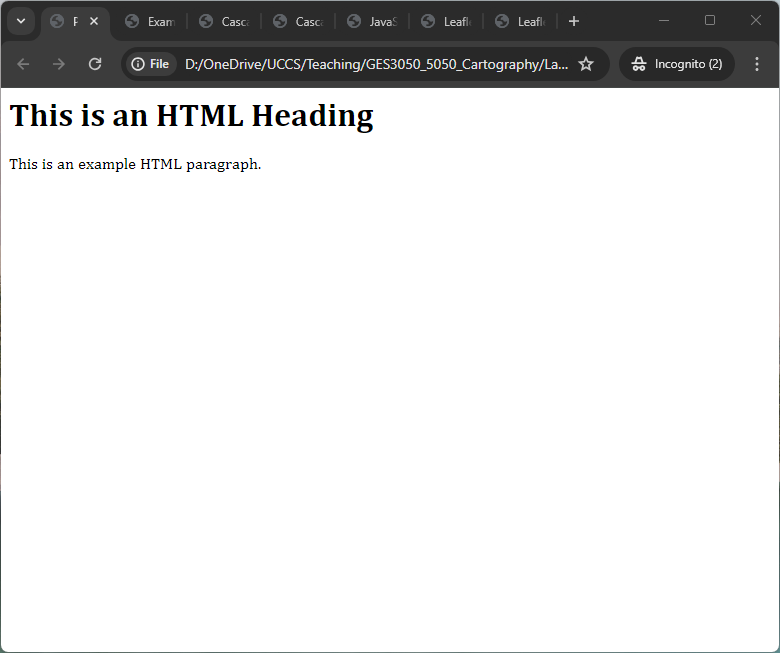 F
Exam
Casc
Casca
JavaS
Leafl
Leafl
File D:/OneDrive/UCCS/Teaching/GES3050_5050_Cartography/La... Incognito (2)
This is an HTML Heading
This is an example HTML paragraph.